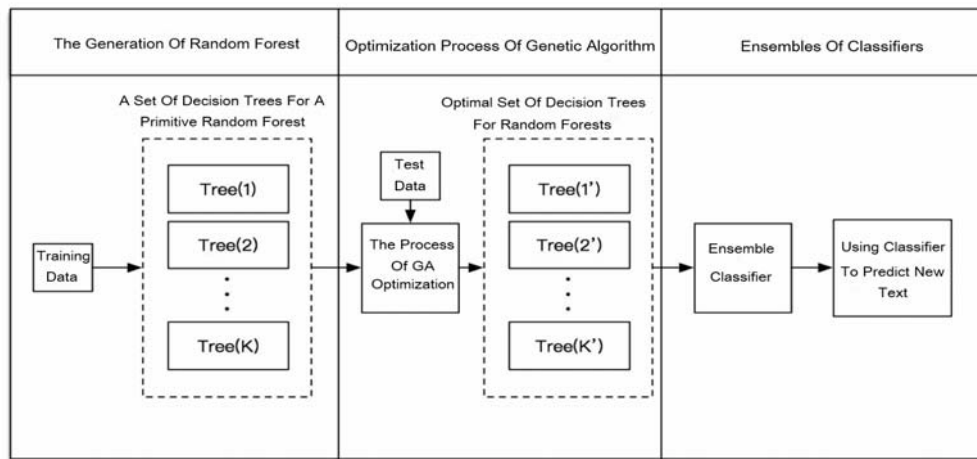 The Generation Of Random Forest
Optimization Process Of Genetic Algorithm
Ensembles Of Classifiers
A Set Of Decision Trees For A
Primitive Random Forest
Training
Data
Tree(1)
Tree(2)
Tree(K)
Test
Data
The Process
Of GA
Optimization
Optimal Set Of Decision Trees
For Random Forests
Tree(1')
Tree(2')
Tree(K')
Ensemble
Classifier
Using Classifier
To Predict New
Text